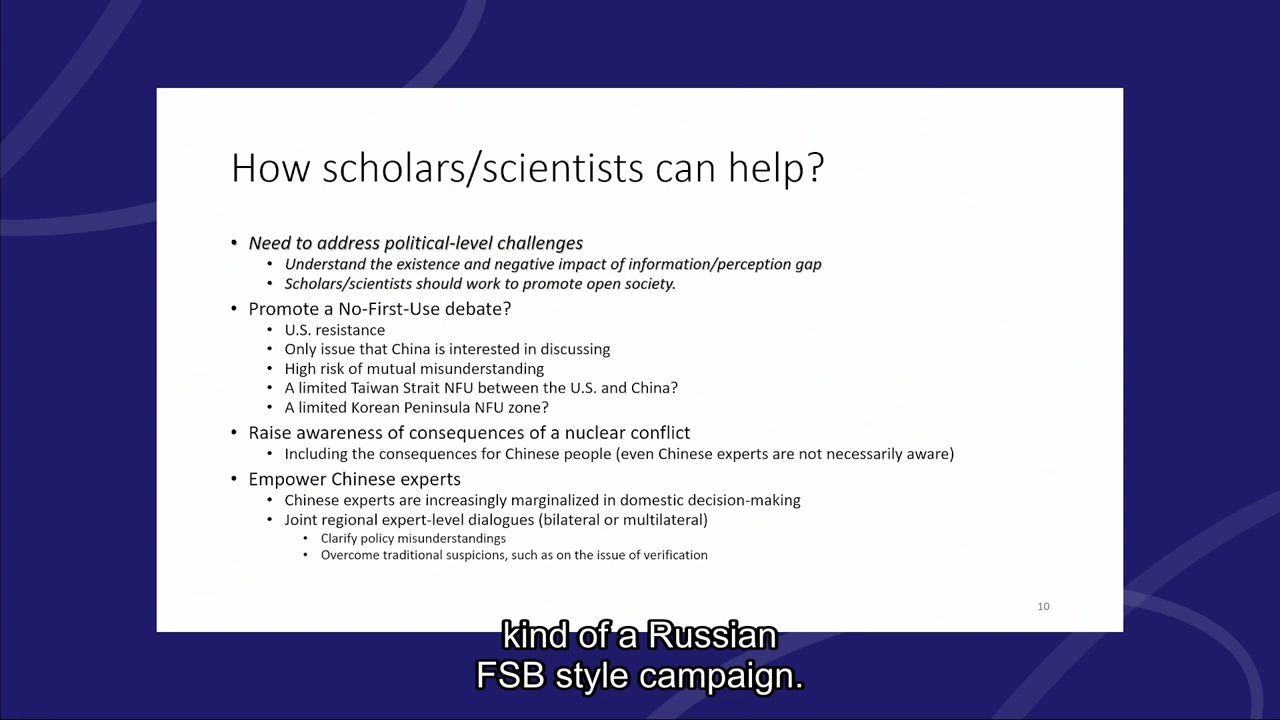 How scholars/scientists can help?
• Need to address political-level challenges
• Understand the existence and negative impact of information/perception gap
• Scholars/scientists should work to promote open society.
• Promote a No-First-Use debate?
• U.S. resistance
• Only issue that China is interested in discussing
• High risk of mutual misunderstanding
• A limited Taiwan Strait NFU between the U.S. and China?
• A limited Korean Peninsula NFU zone?
• Raise awareness of consequences of a nuclear conflict
• Including the consequences for Chinese people (even Chinese experts are not necessarily aware)
• Empower Chinese experts
• Chinese experts are increasingly marginalized in domestic decision-making
• Joint regional expert-level dialogues (bilateral or multilateral)
• Clarify policy misunderstandings
• Overcome traditional suspicions, such as on the issue of verification
10
kind of a Russian
FSB style campaign.